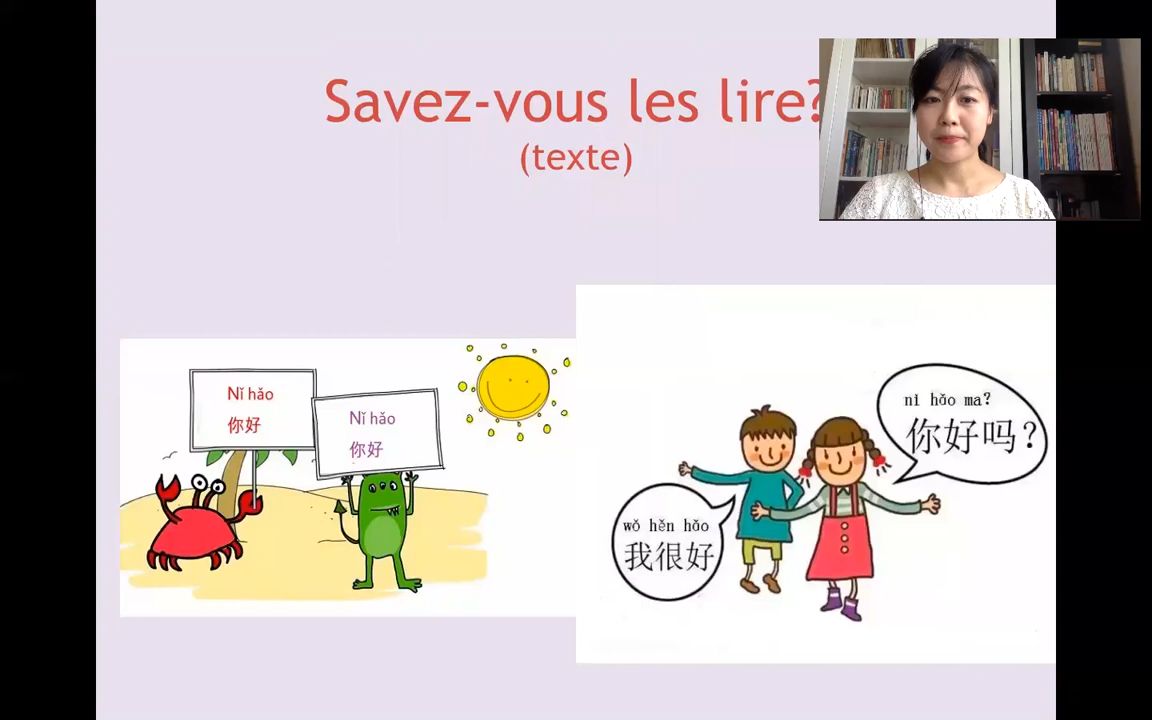 Savez-vous les lire?
(texte)
Nǐ hǎo
你好
Nǐ hǎo
你好
nǐ hǎo ma?
你好吗?
wǒ hěn hǎo
我很好